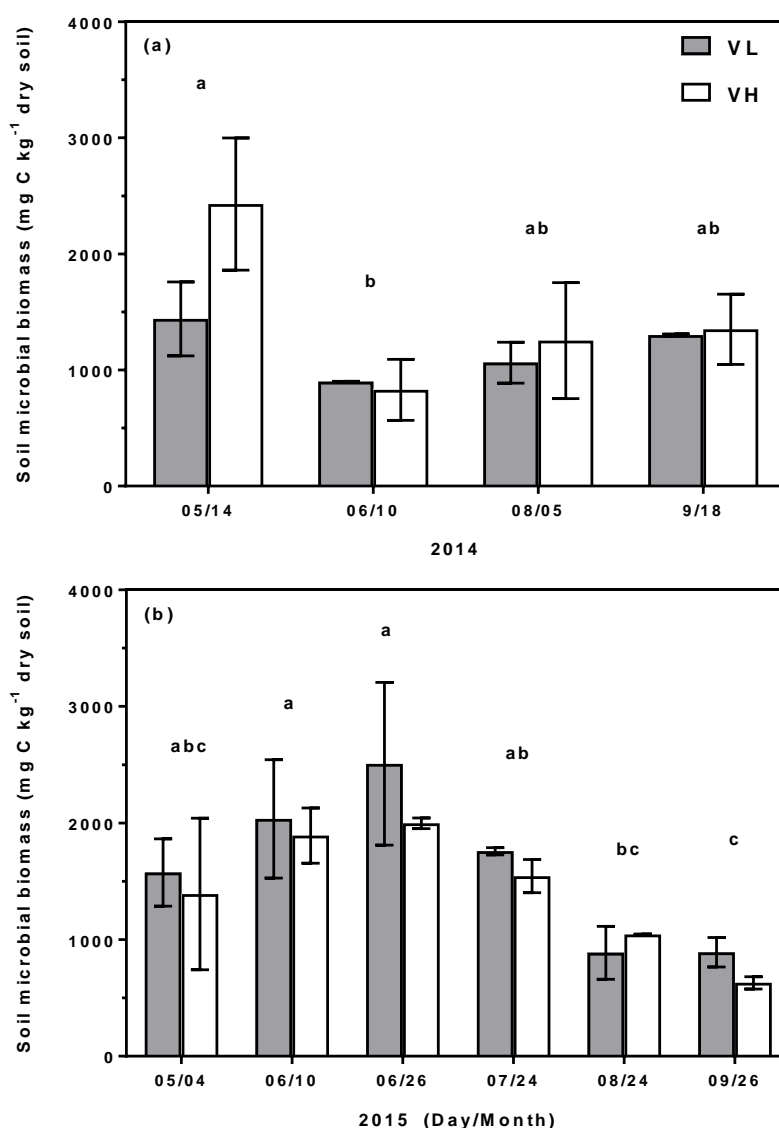 (a)
VL
VH
a
b
ab
ab
4000
3000
2000
1000
0
Soil microbial biomass (mg C kg⁻¹ dry soil)
05/14 06/10 08/05 9/18
2014
(b)
abc
a
a
ab
bc
c
4000
3000
2000
1000
0
Soil microbial biomass (mg C kg⁻¹ dry soil)
05/04 06/10 06/26 07/24 08/24 09/26
2015 (Day/Month)